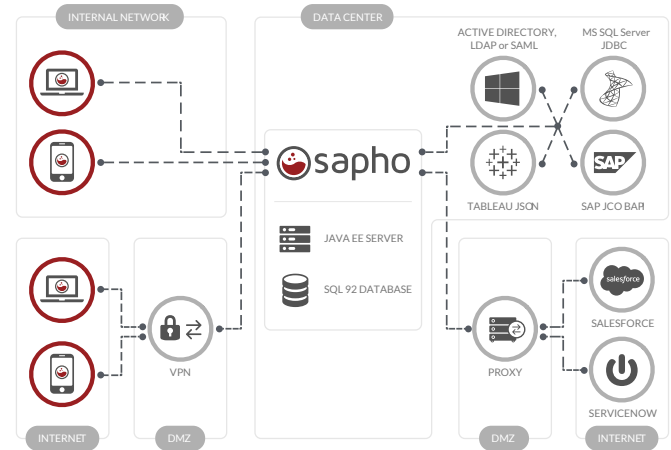 INTERNAL NETWORK
DATA CENTER
ACTIVE DIRECTORY,
LDAP or SAML
MS SQL Server
JDBC
sapho
SAP
TABLEAU JSON
SAP JCO BAPI
JAVA EE SERVER
SQL 92 DATABASE
VPN
PROXY
salesforce
SALESFORCE
SERVICENOW
INTERNET
DMZ
DMZ
INTERNET